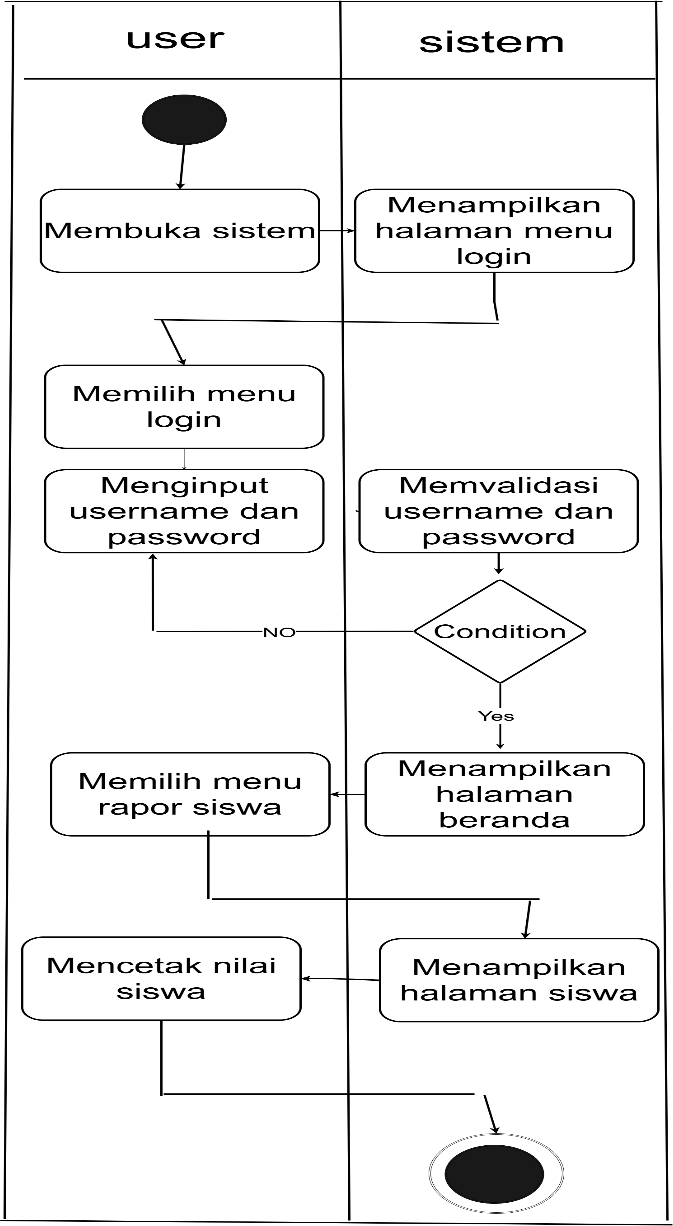 user
sistem
Membuka sistem
Menampilkan
halaman menu
login
Memilih menu
login
Menginput
username dan
password
Memvalidasi
username dan
password
Condition
NO
Yes
Menampilkan
halaman
beranda
Memilih menu
rapor siswa
Menampilkan
halaman siswa
Mencetak nilai
siswa